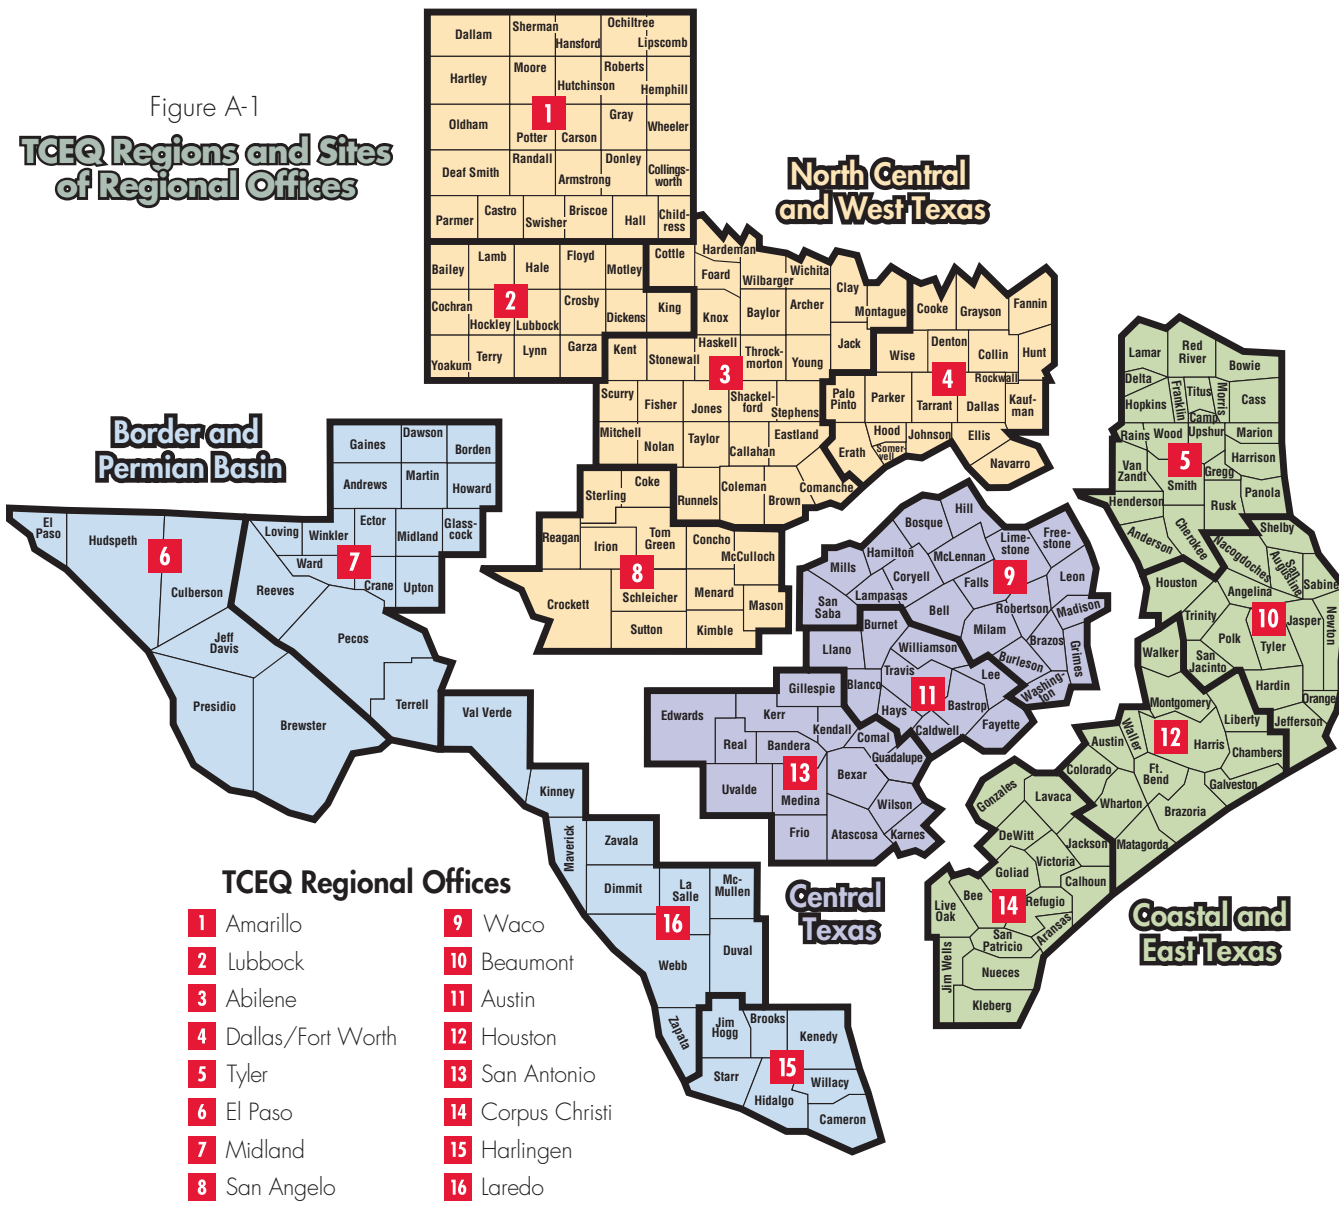 Figure A-1
TCEQ Regions and Sites
of Regional Offices
North Central
and West Texas
Dallam
Sherman
Hansford
Ochiltree
Lipscomb
Hartley
Moore
Hutchinson
Roberts
Hemphill
Oldham
1
Potter
Carson
Gray
Wheeler
Deaf Smith
Randall
Armstrong
Donley
Collings-
worth
Parmer
Castro
Swisher
Briscoe
Hall
Child-
ress
Bailey
Lamb
Hale
Floyd
Motley
Cochran
2
Hockley
Lubbock
Crosby
Dickens
Yoakum
Terry
Lynn
Garza
Cottle
Hardeman
Foard
Wilbarger
Wichita
Clay
Montague
King
Knox
Baylor
Archer
Jack
Kent
Stonewall
Haskell
Throck-
morton
Young
3
Scurry
Fisher
Jones
Shackel-
ford
Stephens
Mitchell
Nolan
Taylor
Callahan
Eastland
Runnels
Coleman
Brown
Comanche
Cooke
Grayson
Fannin
Wise
Denton
Collin
Hunt
4
Rockwall
Palo
Pinto
Parker
Tarrant
Dallas
Kauf-
man
Erath
Hood
Somer-
vell
Johnson
Ellis
Navarro
Sterling
Coke
Reagan
Irion
Tom
Green
Concho
McCulloch
8
Crockett
Schleicher
Menard
Mason
Sutton
Kimble
Border and
Permian Basin
Gaines
Dawson
Borden
Andrews
Martin
Howard
Loving
Winkler
Ector
Midland
Glass-
cock
Ward
7
Crane
Upton
Reeves
Pecos
Terrell
El
Paso
Hudspeth
6
Culberson
Jeff
Davis
Presidio
Brewster
Val Verde
Kinney
Maverick
Zavala
Dimmit
La
Salle
Mc-
Mullen
16
Webb
Duval
Zapata
Jim
Hogg
Brooks
Kenedy
15
Starr
Hidalgo
Willacy
Cameron
Central
Texas
Bosque
Hill
Hamilton
McLennan
Lime-
stone
Free-
stone
Mills
Coryell
Falls
9
Leon
San
Saba
Lampasas
Bell
Robertson
Madison
Milam
Brazos
Grimes
Burleson
Washing-
ton
Burnet
Llano
Williamson
Blanco
Travis
Lee
11
Hays
Bastrop
Caldwell
Fayette
Gillespie
Edwards
Kerr
Kendall
Real
Bandera
Comal
Guadalupe
13
Bexar
Uvalde
Medina
Wilson
Frio
Atascosa
Karnes
Coastal and
East Texas
Lamar
Red
River
Bowie
Delta
Hopkins
Franklin
Titus
Morris
Cass
Camp
Rains
Wood
Upshur
Marion
5
Van
Zandt
Smith
Gregg
Harrison
Henderson
Rusk
Panola
Anderson
Cherokee
Shelby
Nacogdoches
San
Augustine
Sabine
Houston
Angelina
Trinity
10
Jasper
Newton
Polk
Tyler
San
Jacinto
Hardin
Orange
Jefferson
Walker
Montgomery
Liberty
Austin
Waller
12
Harris
Chambers
Colorado
Ft.
Bend
Galveston
Wharton
Brazoria
Matagorda
Gonzales
Lavaca
DeWitt
Jackson
Victoria
Goliad
Calhoun
Bee
14
Refugio
Live
Oak
Aransas
San
Patricio
Jim Wells
Nueces
Kleberg
TCEQ Regional Offices
1 Amarillo
2 Lubbock
3 Abilene
4 Dallas/Fort Worth
5 Tyler
6 El Paso
7 Midland
8 San Angelo
9 Waco
10 Beaumont
11 Austin
12 Houston
13 San Antonio
14 Corpus Christi
15 Harlingen
16 Laredo